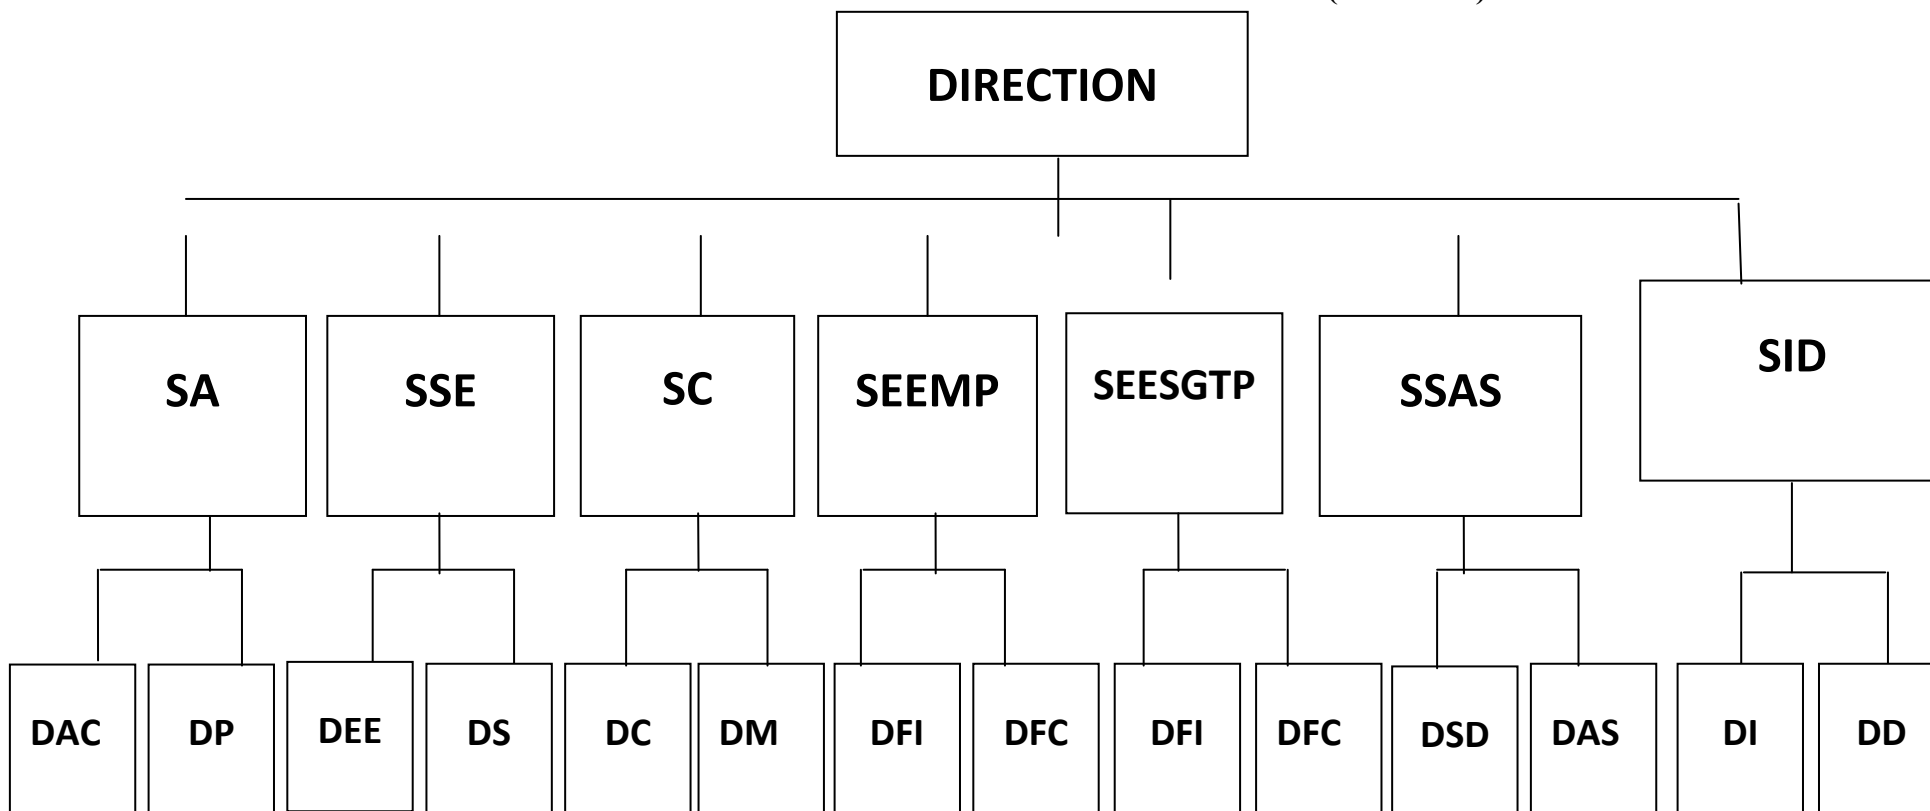 DIRECTION
SA
SSE
SC
SEEMP
SEESGTP
SSAS
SID
DAC
DP
DEE
DS
DC
DM
DFI
DFC
DFI
DFC
DSD
DAS
DI
DD